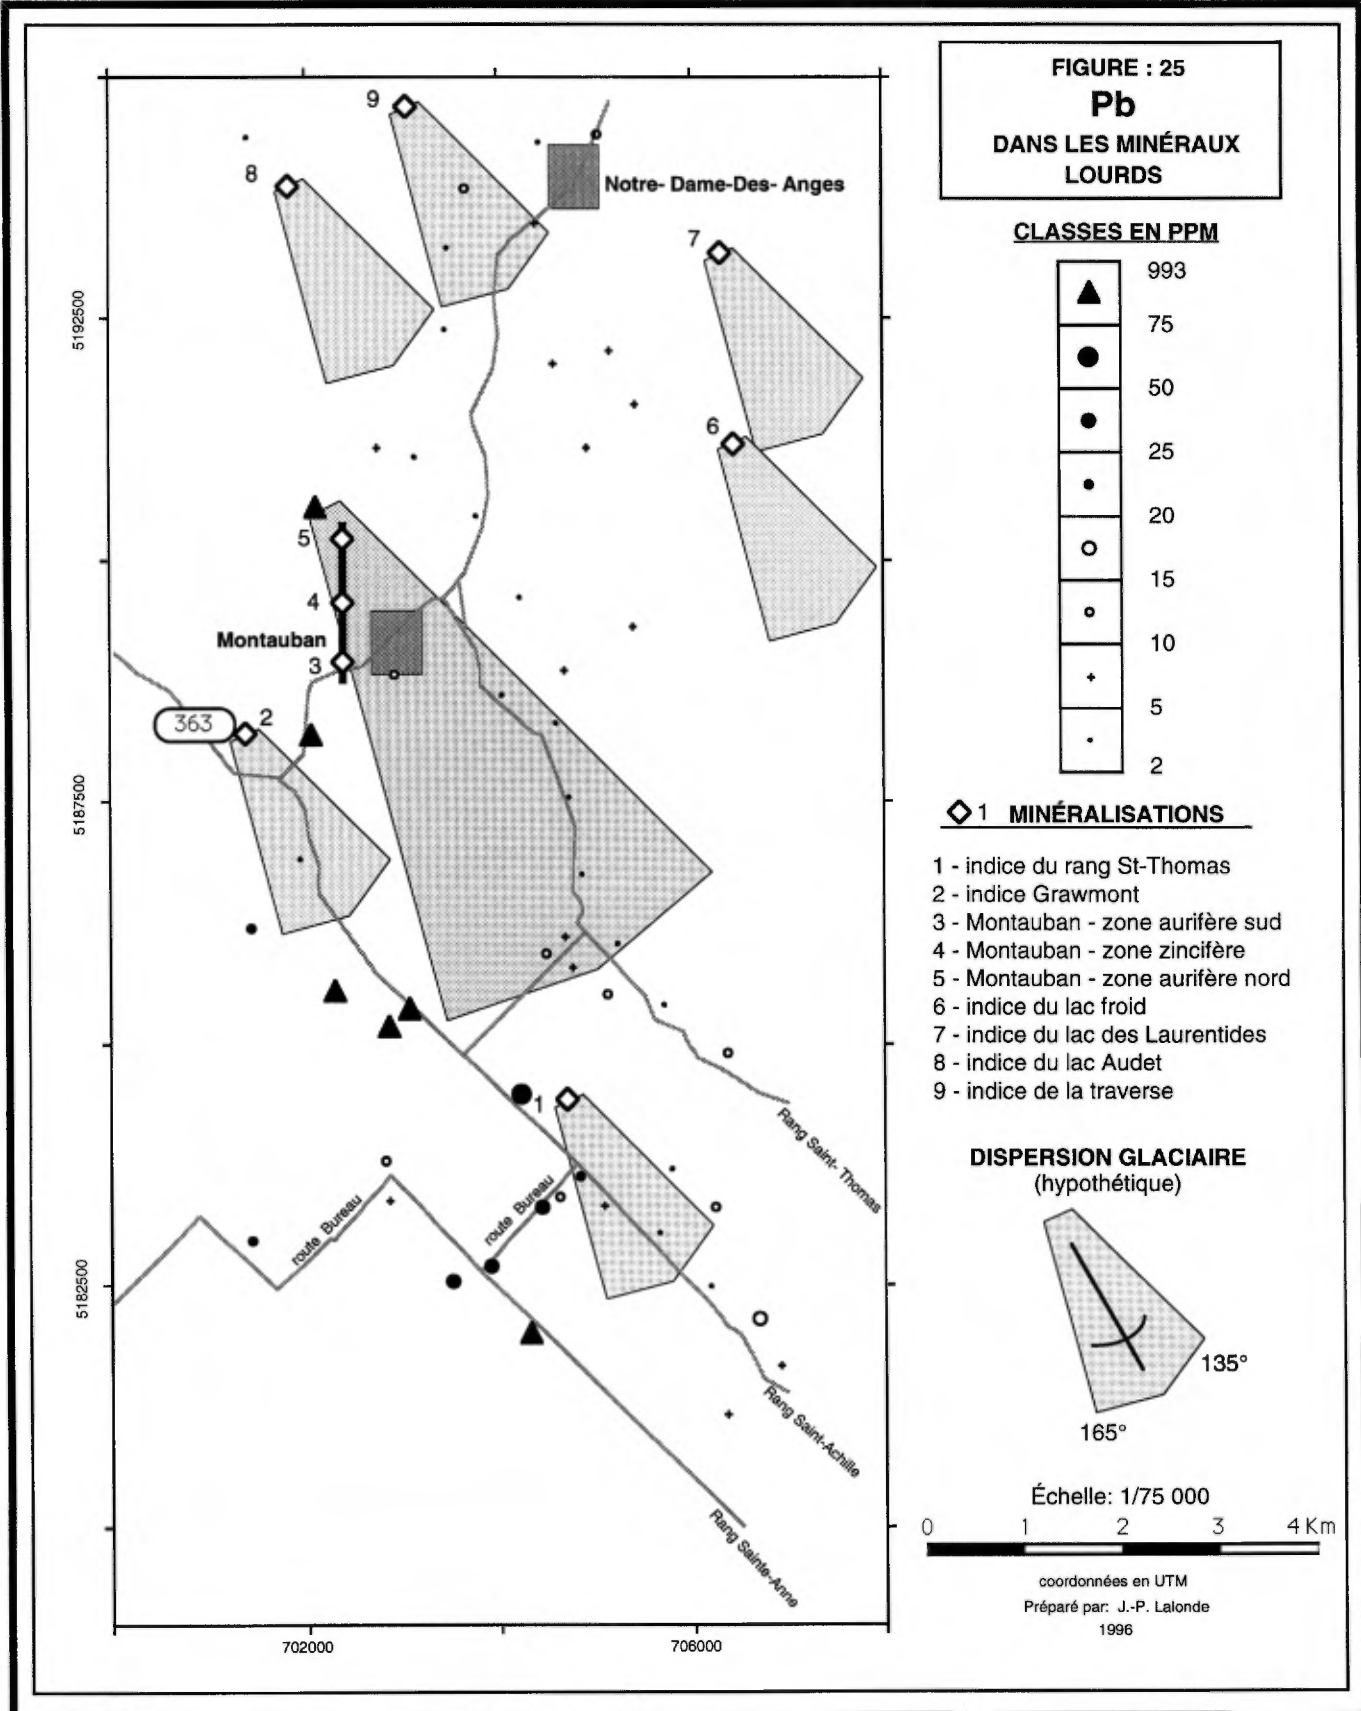 FIGURE : 25
Pb
DANS LES MINÉRAUX
LOURDS
CLASSES EN PPM
993
75
50
25
20
15
10
5
2
1 MINÉRALISATIONS
1 - indice du rang St-Thomas
2 - indice Grawmont
3 - Montauban - zone aurifère sud
4 - Montauban - zone zincifère
5 - Montauban - zone aurifère nord
6 - indice du lac froid
7 - indice du lac des Laurentides
8 - indice du lac Audet
9 - indice de la traverse
DISPERSION GLACIAIRE
(hypothétique)
135°
165°
Échelle: 1/75 000
0 1 2 3 4 Km
coordonnées en UTM
Préparé par: J.-P. Lalonde
1996
9
8
Notre- Dame-Des- Anges
7
5192500
6
5
4
Montauban
3
363
2
5187500
1
Rang Saint- Thomas
route Bureau
route Bureau
5182500
Rang Saint-Achille
Rang Sainte-Anne
702000
706000